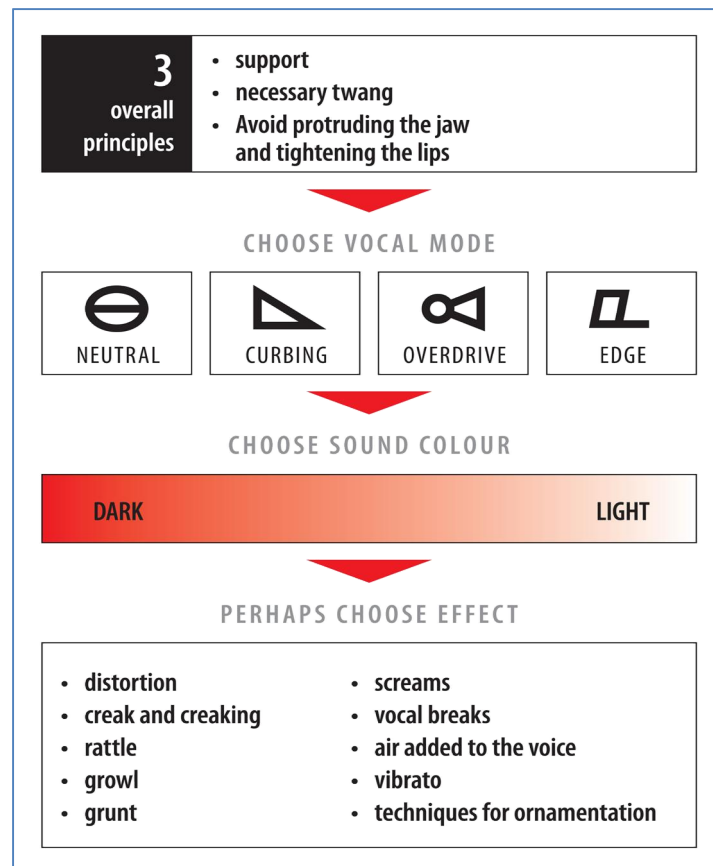 3
overall
principles
• support
• necessary twang
• Avoid protruding the jaw
and tightening the lips
CHOOSE VOCAL MODE
NEUTRAL
CURBING
OVERDRIVE
EDGE
CHOOSE SOUND COLOUR
DARK
LIGHT
PERHAPS CHOOSE EFFECT
• distortion
• creak and creaking
• rattle
• growl
• grunt
• screams
• vocal breaks
• air added to the voice
• vibrato
• techniques for ornamentation